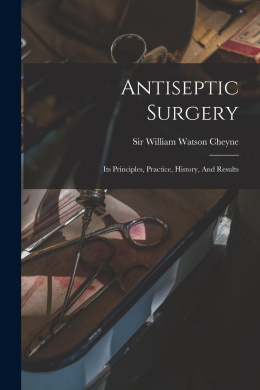 Antiseptic
Surgery
Sir William Watson Cheyne
Its Principles, Practice, History, And Results